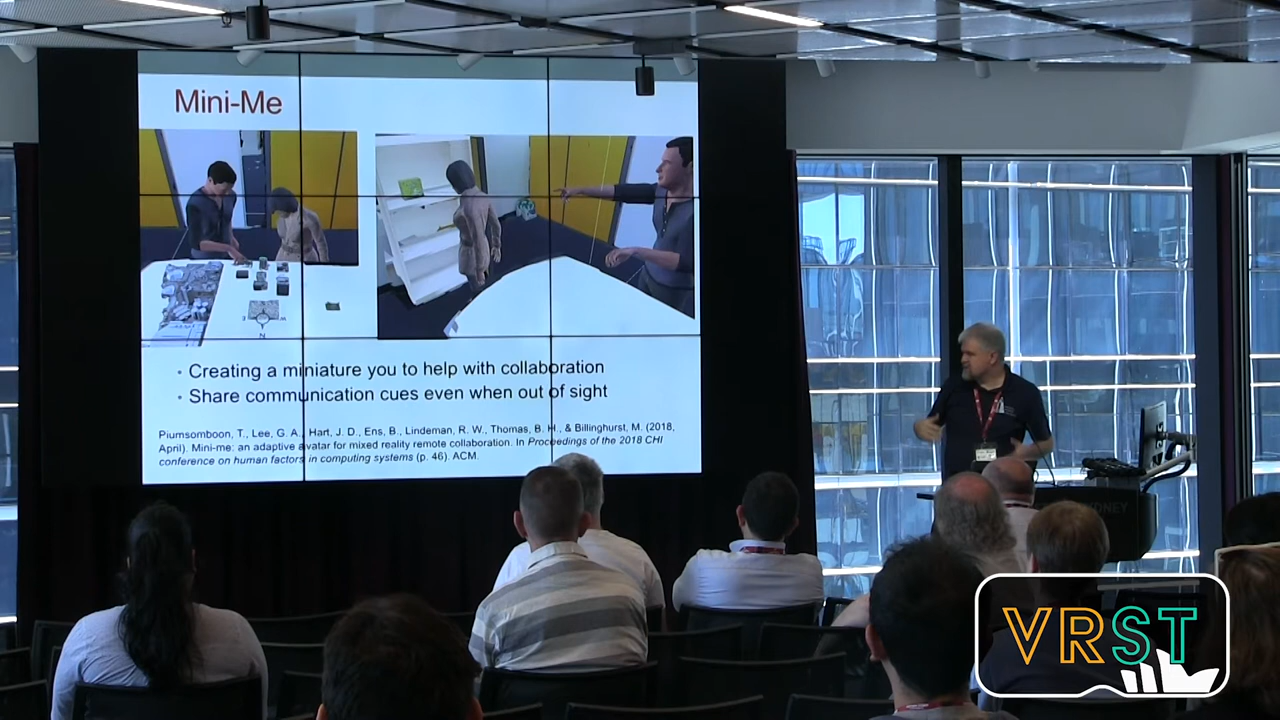 Mini-Me
• Creating a miniature you to help with collaboration
• Share communication cues even when out of sight
Piumsomboon, T., Lee, G. A., Hart, J. D., Ens, B., Lindeman, R. W., Thomas, B. H., & Billinghurst, M. (2018,
April). Mini-me: an adaptive avatar for mixed reality remote collaboration. In Proceedings of the 2018 CHI
conference on human factors in computing systems (p. 46). ACM.
VRST